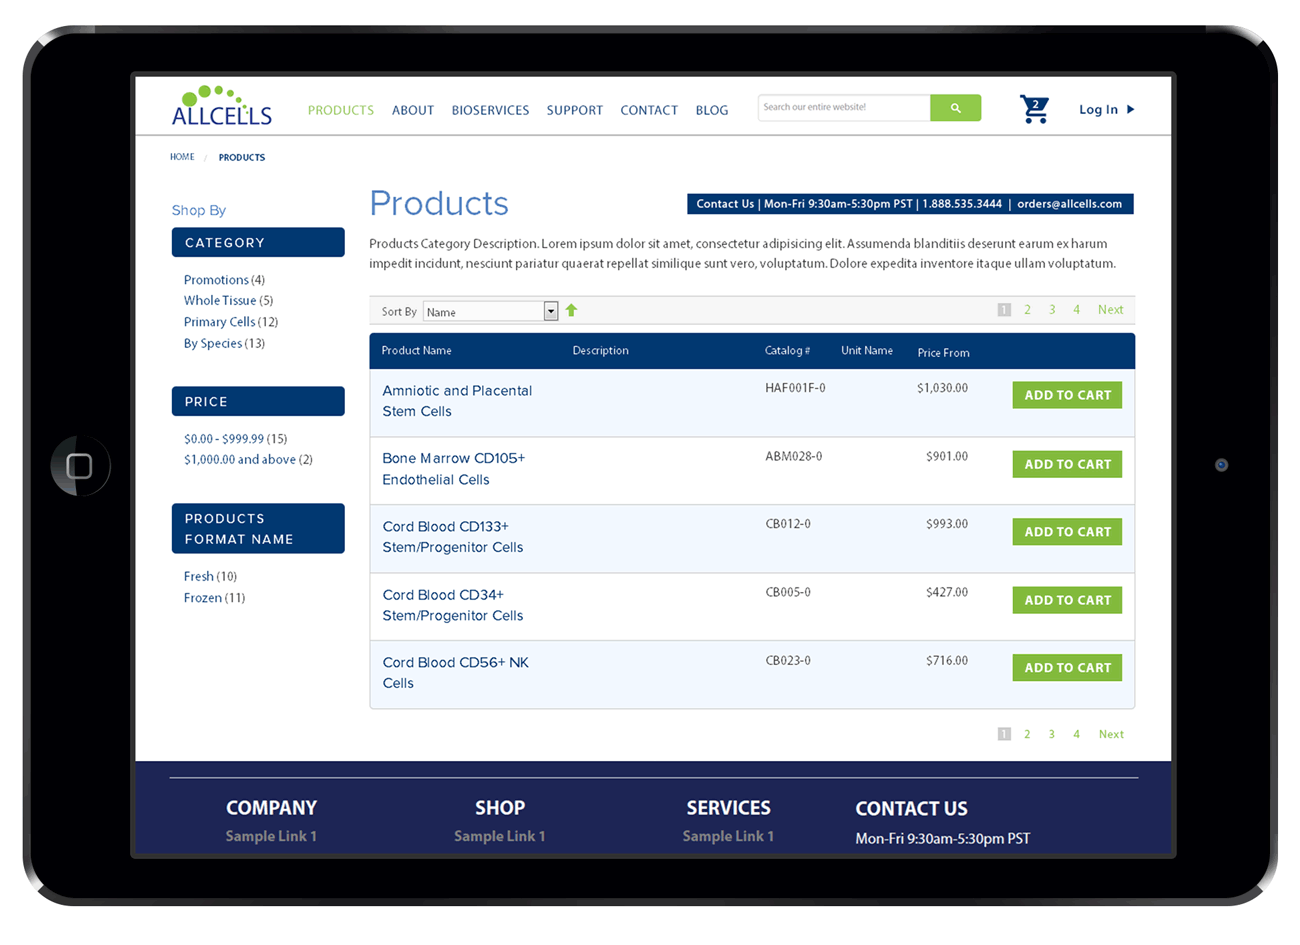 ALLCELLS
PRODUCTS ABOUT BIOSERVICES SUPPORT CONTACT BLOG
Search our entire website!
2
Log In
HOME / PRODUCTS
Shop By
CATEGORY
Promotions (4)
Whole Tissue (5)
Primary Cells (12)
By Species (13)
PRICE
$0.00 - $999.99 (15)
$1,000.00 and above (2)
PRODUCTS
FORMAT NAME
Fresh (10)
Frozen (11)
Products
Contact Us | Mon-Fri 9:30am-5:30pm PST | 1.888.535.3444 | orders@allcells.com
Products Category Description. Lorem ipsum dolor sit amet, consectetur adipisicing elit. Assumenda blanditiis deserunt earum ex harum
impedit incidunt, nesciunt pariatur quaerat repellat similique sunt vero, voluptatum. Dolore expedita inventore itaque ullam voluptatum.
Sort By Name
1 2 3 4 Next
Product Name Description Catalog # Unit Name Price From
Amniotic and Placental
Stem Cells
HAF001F-0 $1,030.00 ADD TO CART
Bone Marrow CD105+
Endothelial Cells
ABM028-0 $901.00 ADD TO CART
Cord Blood CD133+
Stem/Progenitor Cells
CB012-0 $993.00 ADD TO CART
Cord Blood CD34+
Stem/Progenitor Cells
CB005-0 $427.00 ADD TO CART
Cord Blood CD56+ NK
Cells
CB023-0 $716.00 ADD TO CART
1 2 3 4 Next
COMPANY SHOP SERVICES CONTACT US
Sample Link 1 Sample Link 1 Sample Link 1 Mon-Fri 9:30am-5:30pm PST